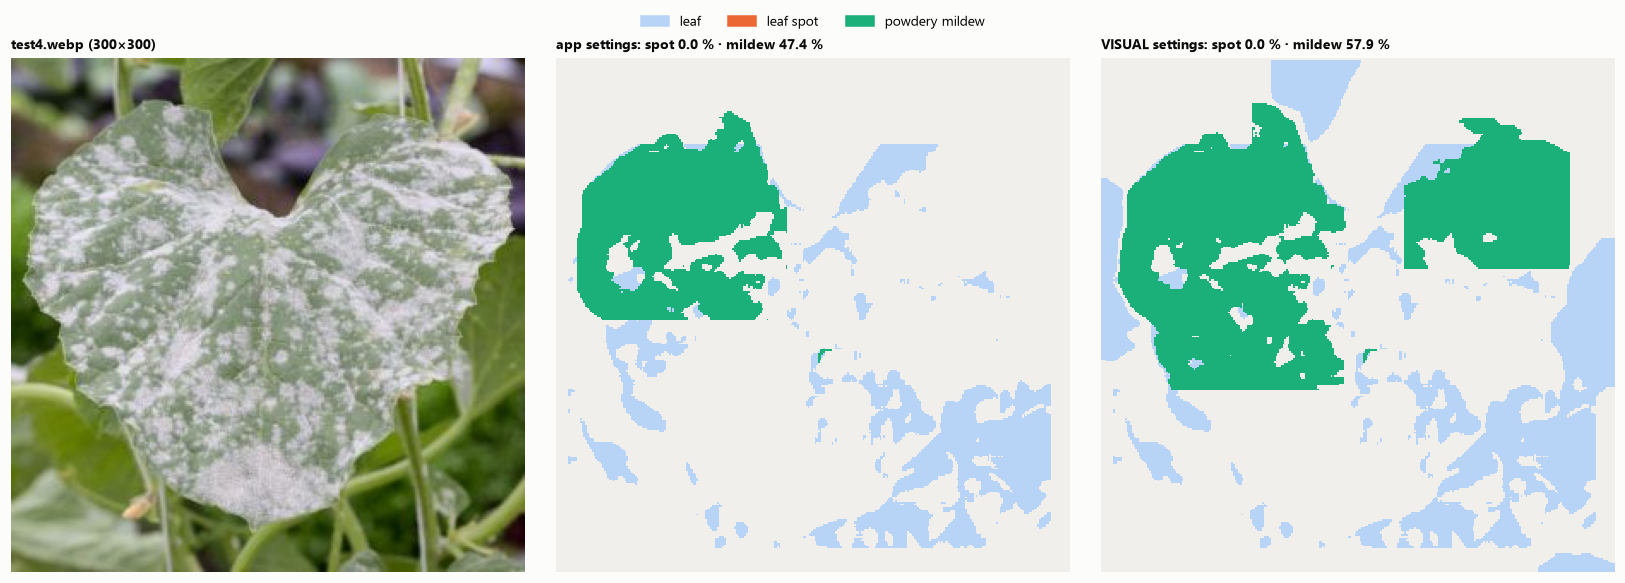 leaf leaf spot powdery mildew
test4.webp (300×300) app settings: spot 0.0 % · mildew 47.4 % VISUAL settings: spot 0.0 % · mildew 57.9 %